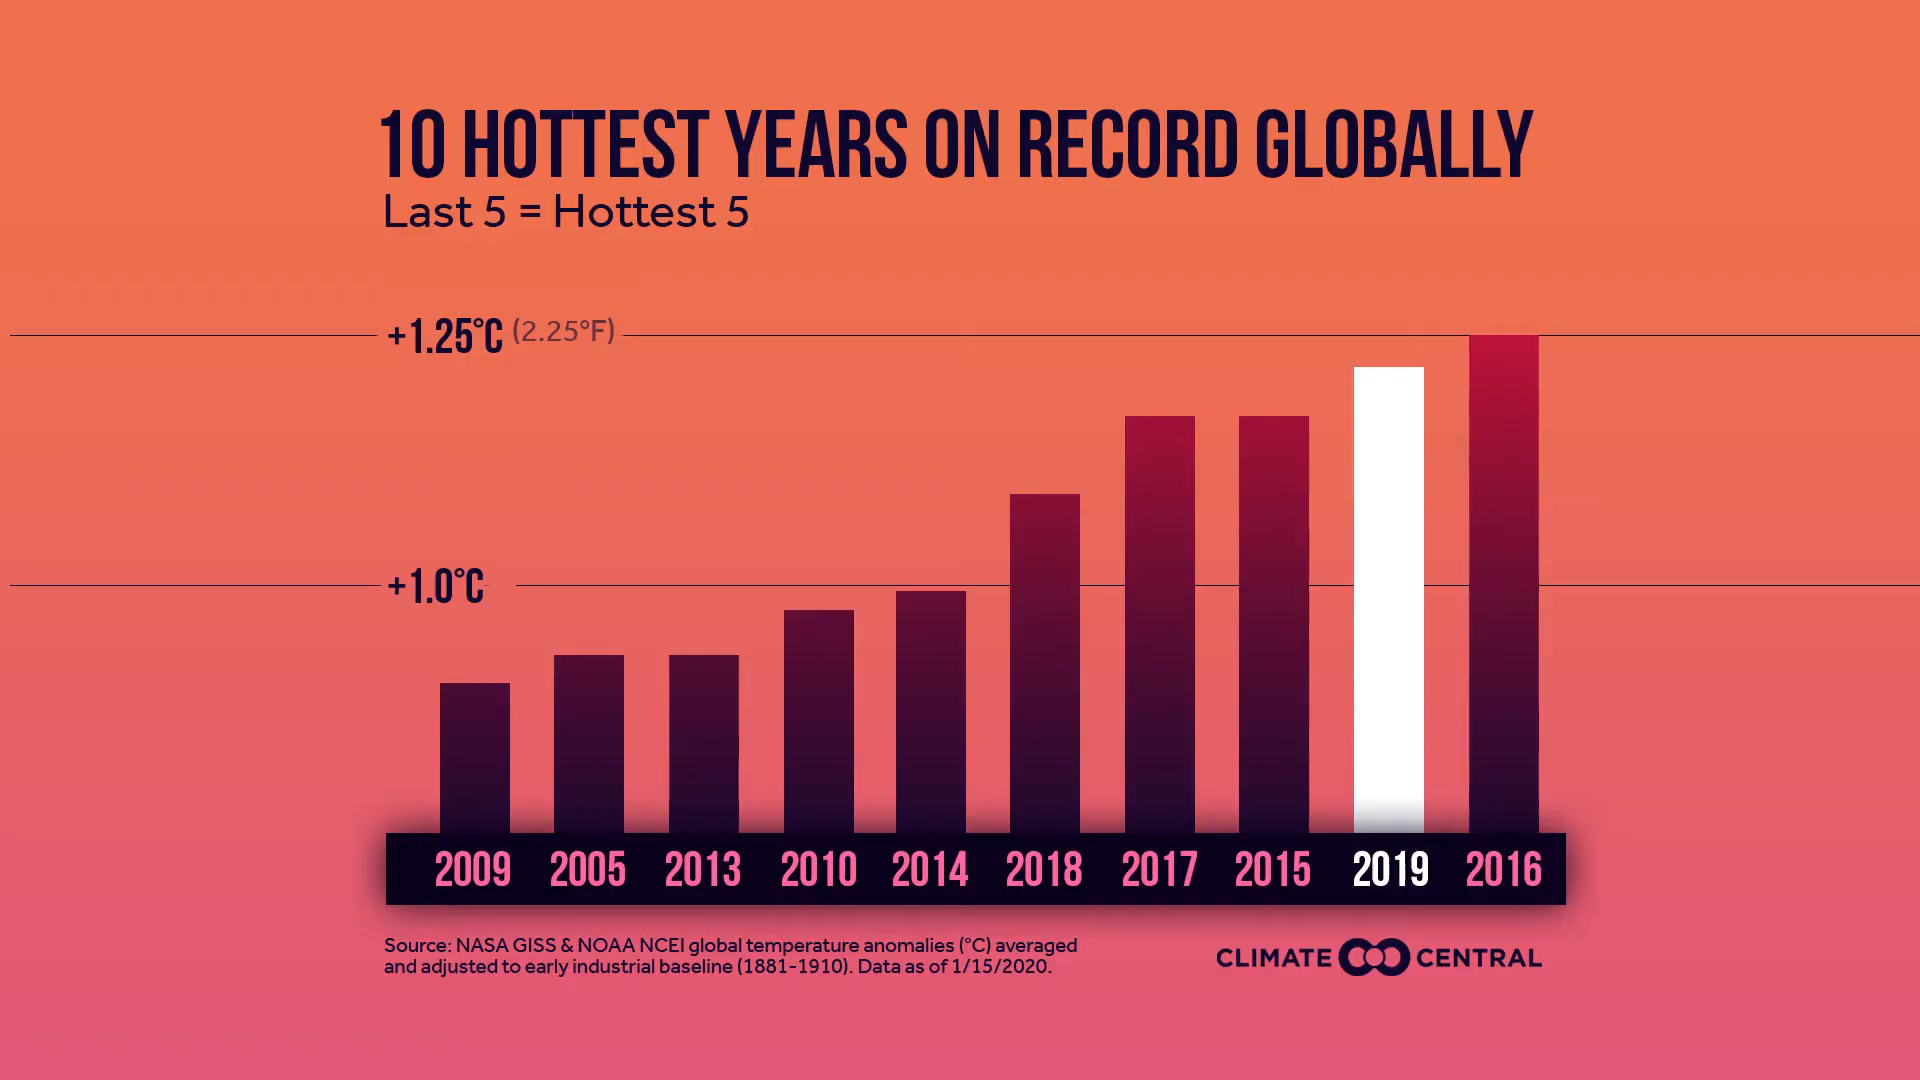 10 HOTTEST YEARS ON RECORD GLOBALLY
Last 5 = Hottest 5
+1.25°C (2.25°F)
+1.0°C
2009 2005 2013 2010 2014 2018 2017 2015 2019 2016
Source: NASA GISS & NOAA NCEI global temperature anomalies (°C) averaged
and adjusted to early industrial baseline (1881-1910). Data as of 1/15/2020.
CLIMATE CENTRAL